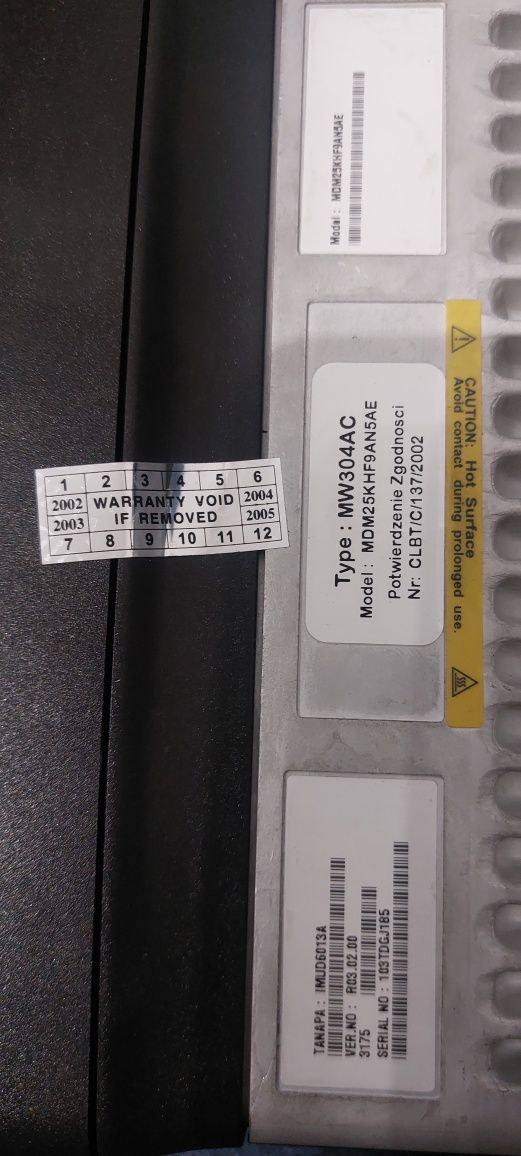 Model: MDM25KHF9AN5AE
Type : MW304AC
Model: MDM25KHF9AN5AE
Potwierdzenie Zgodnosci
Nr: CLBT/C/137/2002
CAUTION: Hot Surface
Avoid contact during prolonged use.
1 2 3 4 5 6
2002 WARRANTY VOID 2004
2003 IF REMOVED 2005
7 8 9 10 11 12
TANAPA : IMUD6013A
VER.NO : R03.02.00
3175
SERIAL NO : 103TDGJ185